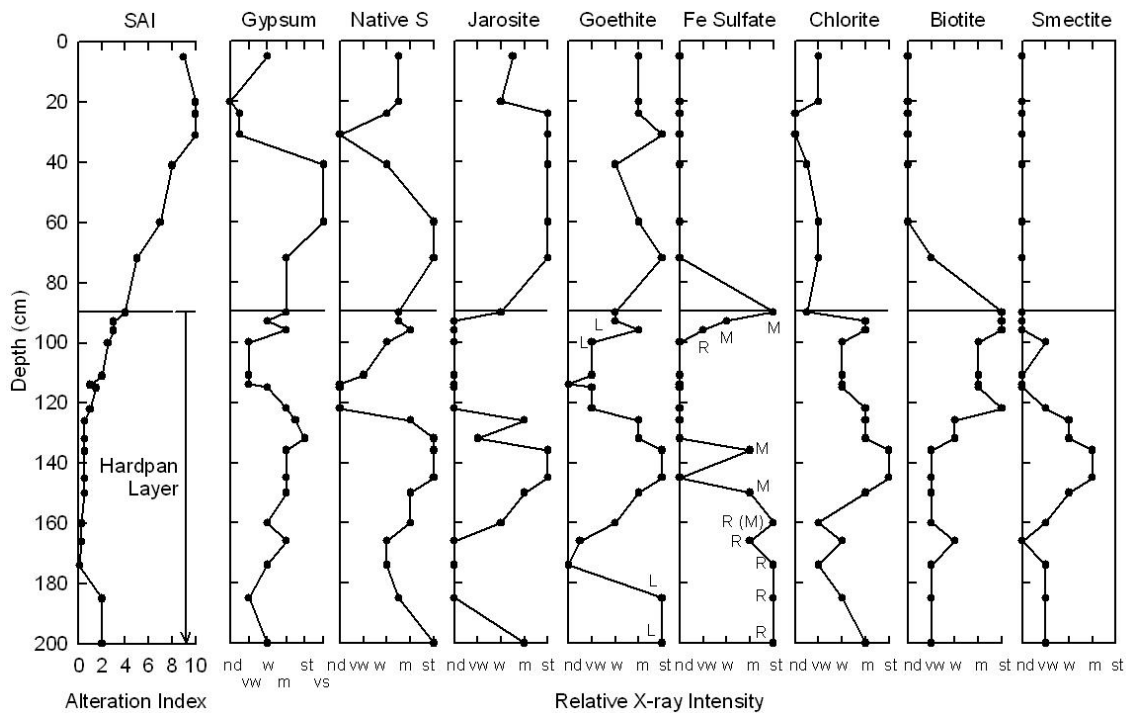 SAI Gypsum Native S Jarosite Goethite Fe Sulfate Chlorite Biotite Smectite
0
20
40
60
80
100
120
140
160
180
200
Depth (cm)
Hardpan
Layer
L
L
L
L
M
M
R
M
M
R (M)
R
R
R
R
0 2 4 6 8 10
nd w st
vw m vs
nd vw w m st
nd vw w m st
nd vw w m st
nd vw w m st
nd vw w m st
nd vw w m st
nd vw w m st
Alteration Index
Relative X-ray Intensity